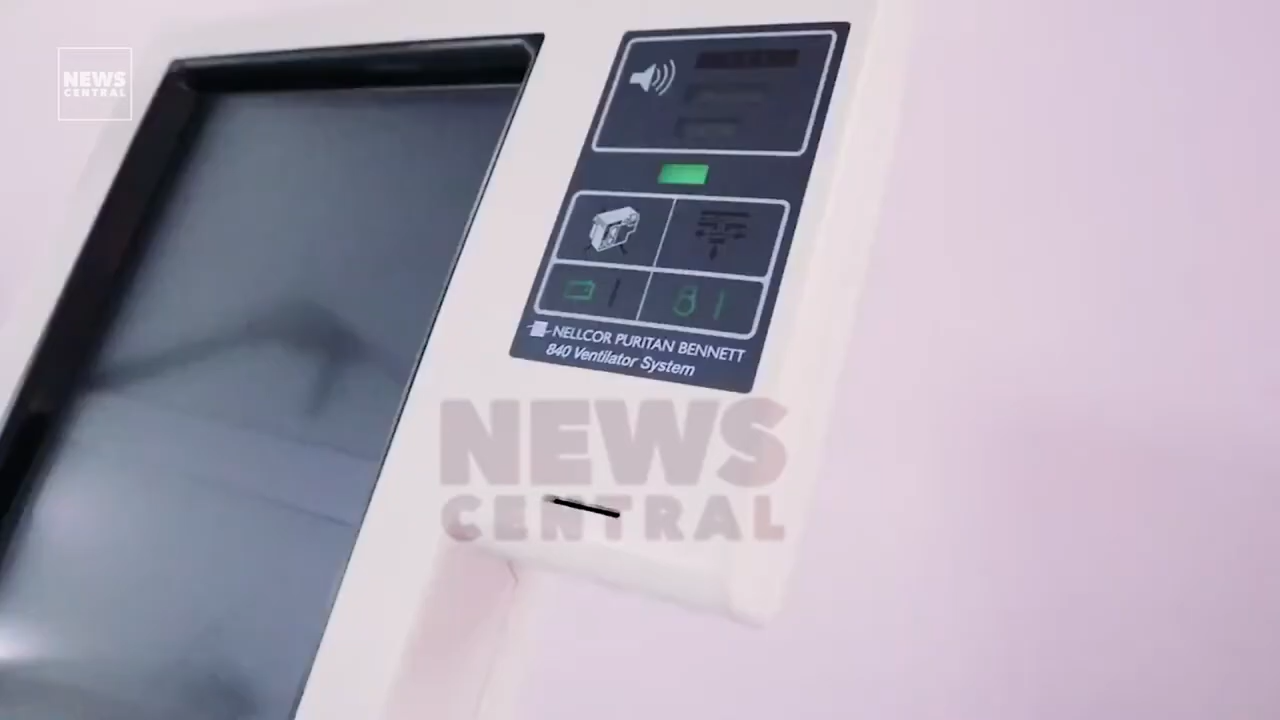 NEWS
CENTRAL
NELLCOR PURITAN BENNETT
840 Ventilator System
NEWS
CENTRAL